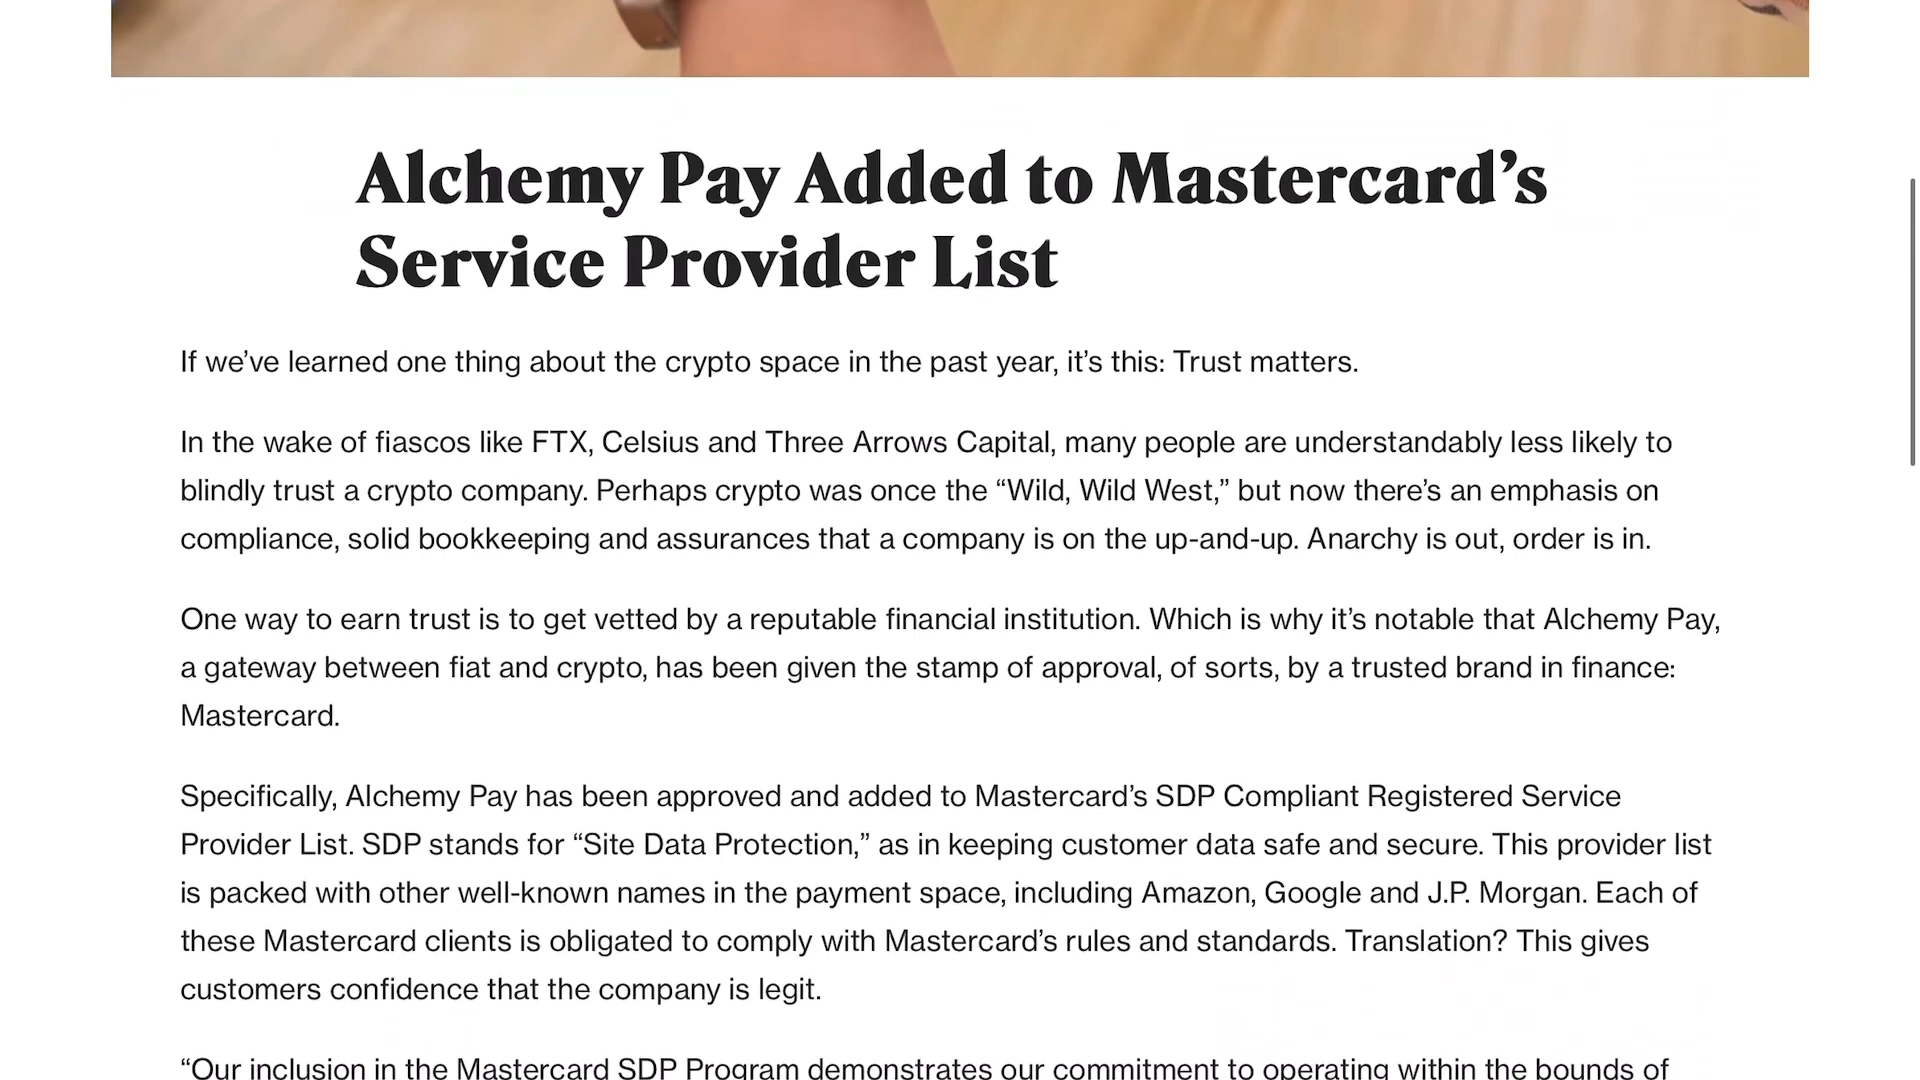 Alchemy Pay Added to Mastercard’s
Service Provider List
If we’ve learned one thing about the crypto space in the past year, it’s this: Trust matters.
In the wake of fiascos like FTX, Celsius and Three Arrows Capital, many people are understandably less likely to
blindly trust a crypto company. Perhaps crypto was once the “Wild, Wild West,” but now there’s an emphasis on
compliance, solid bookkeeping and assurances that a company is on the up-and-up. Anarchy is out, order is in.
One way to earn trust is to get vetted by a reputable financial institution. Which is why it’s notable that Alchemy Pay,
a gateway between fiat and crypto, has been given the stamp of approval, of sorts, by a trusted brand in finance:
Mastercard.
Specifically, Alchemy Pay has been approved and added to Mastercard’s SDP Compliant Registered Service
Provider List. SDP stands for “Site Data Protection,” as in keeping customer data safe and secure. This provider list
is packed with other well-known names in the payment space, including Amazon, Google and J.P. Morgan. Each of
these Mastercard clients is obligated to comply with Mastercard’s rules and standards. Translation? This gives
customers confidence that the company is legit.
“Our inclusion in the Mastercard SDP Program demonstrates our commitment to operating within the bounds of